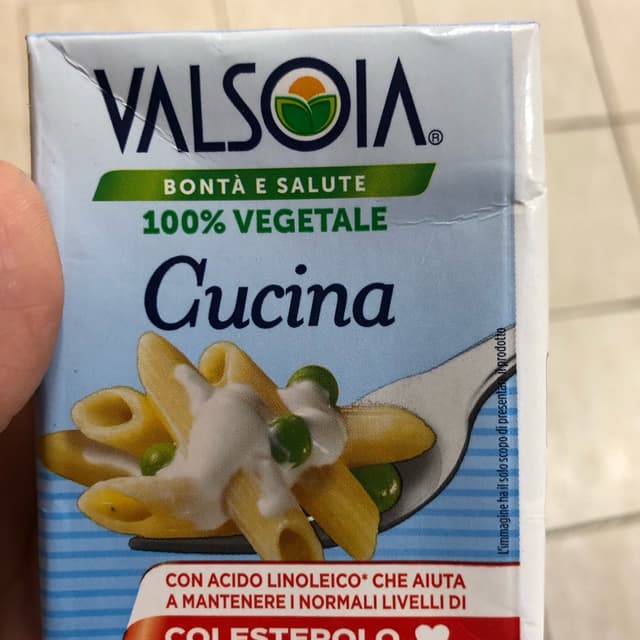 VALSOIA®
BONTÀ E SALUTE
100% VEGETALE
Cucina
L'immagine ha il solo scopo di presentare il prodotto
CON ACIDO LINOLEICO* CHE AIUTA
A MANTENERE I NORMALI LIVELLI DI
COLESTEROLO